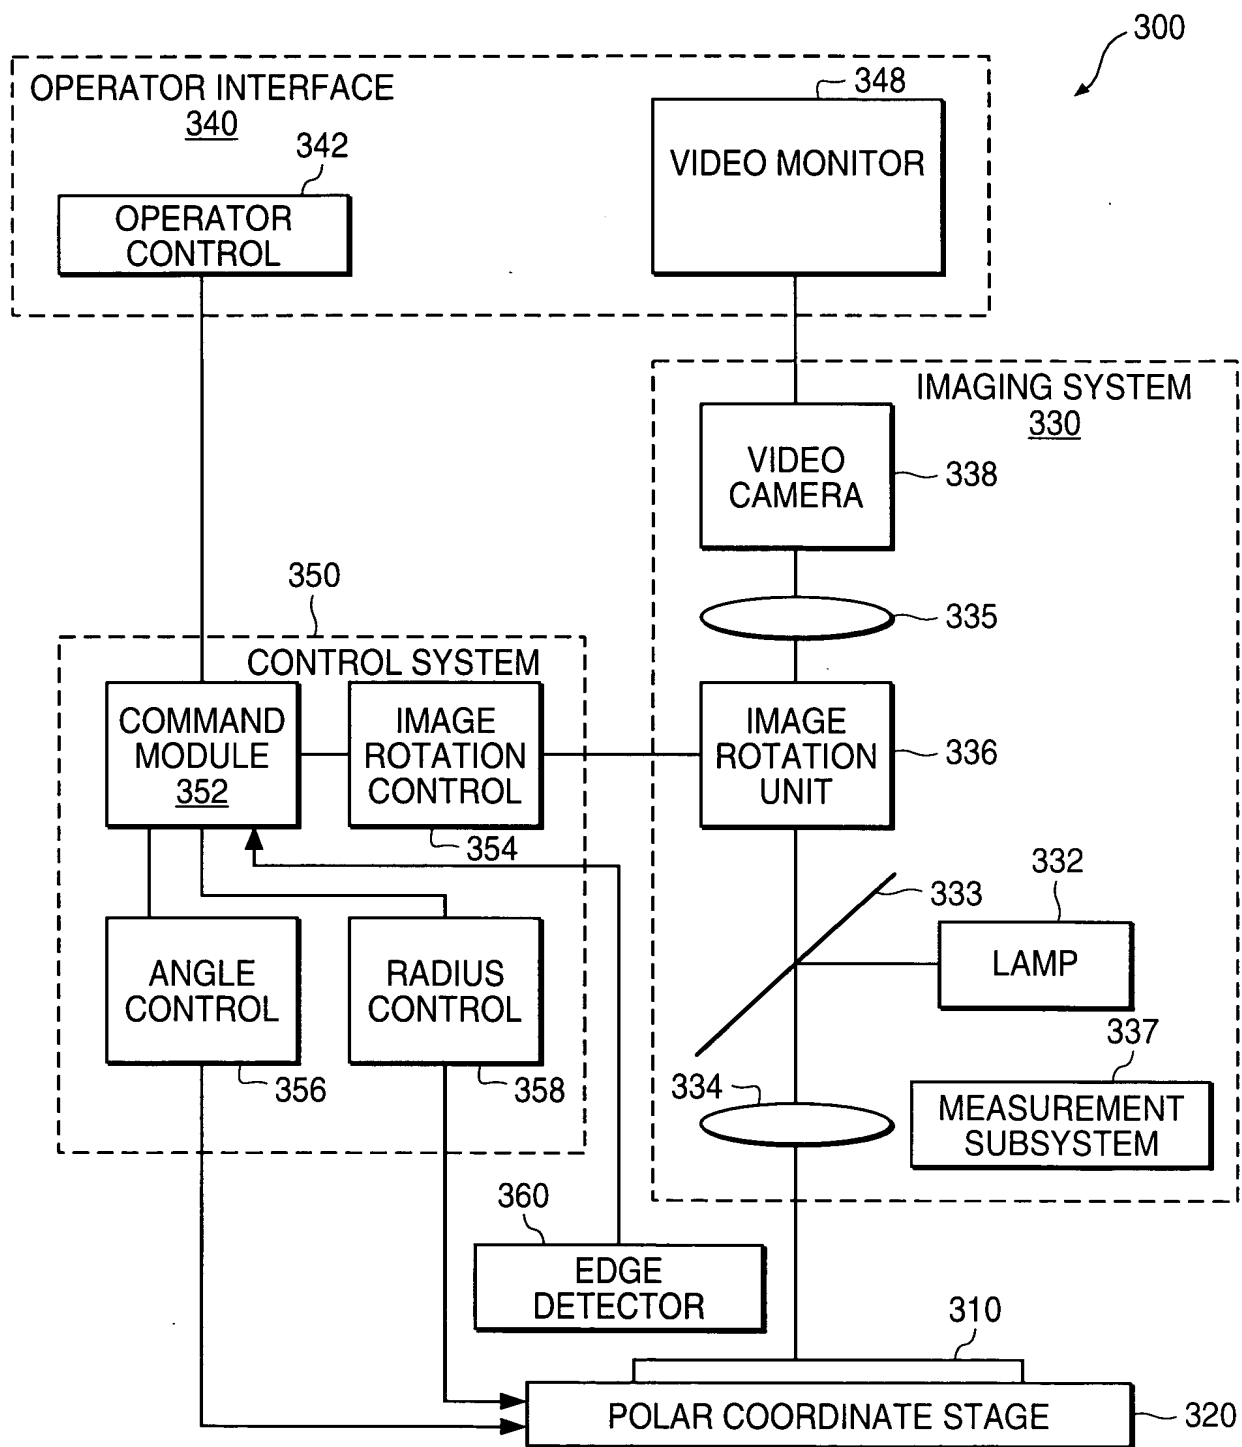 300
OPERATOR INTERFACE
340
342
OPERATOR
CONTROL
348
VIDEO MONITOR
IMAGING SYSTEM
330
VIDEO
CAMERA
338
335
350
CONTROL SYSTEM
COMMAND
MODULE
352
IMAGE
ROTATION
CONTROL
354
IMAGE
ROTATION
UNIT
336
333
332
LAMP
ANGLE
CONTROL
356
RADIUS
CONTROL
358
334
337
MEASUREMENT
SUBSYSTEM
360
EDGE
DETECTOR
310
POLAR COORDINATE STAGE
320